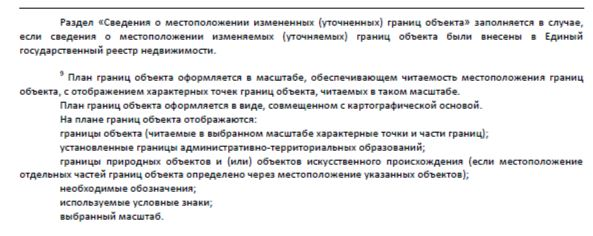 Раздел «Сведения о местоположении измененных (уточненных) границ объекта» заполняется в случае,
если сведения о местоположении изменяемых (уточняемых) границ объекта были внесены в Единый
государственный реестр недвижимости.
⁹ План границ объекта оформляется в масштабе, обеспечивающем читаемость местоположения границ
объекта, с отображением характерных точек границ объекта, читаемых в таком масштабе.
План границ объекта оформляется в виде, совмещенном с картографической основой.
На плане границ объекта отображаются:
границы объекта (читаемые в выбранном масштабе характерные точки и части границ);
установленные границы административно-территориальных образований;
границы природных объектов и (или) объектов искусственного происхождения (если местоположение
отдельных частей границ объекта определено через местоположение указанных объектов);
необходимые обозначения;
используемые условные знаки;
выбранный масштаб.